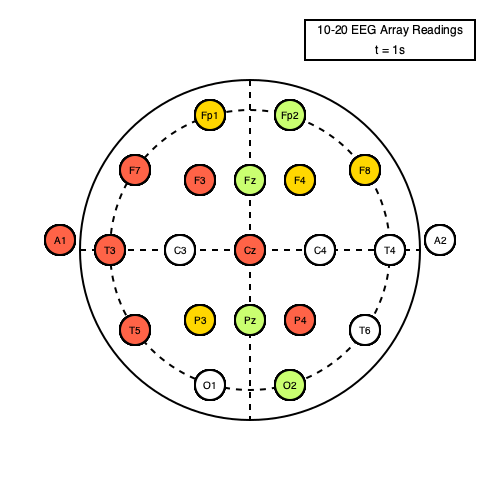 10-20 EEG Array Readings
t = 1s
Fp1 Fp2
F7 F3 Fz F4 F8
A1 T3 C3 Cz C4 T4 A2
T5 P3 Pz P4 T6
O1 O2